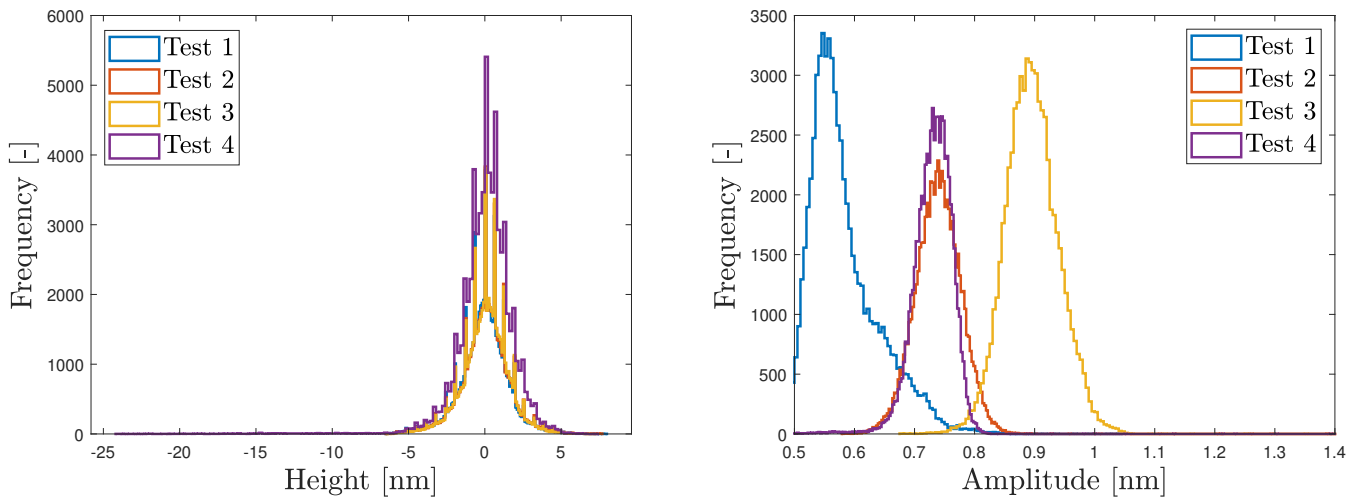 6000
5000
4000
3000
2000
1000
0
-25
-20
-15
-10
-5
0
5
Frequency [-]
Height [nm]
Test 1
Test 2
Test 3
Test 4
3500
3000
2500
2000
1500
1000
500
0
0.5
0.6
0.7
0.8
0.9
1
1.1
1.2
1.3
1.4
Frequency [-]
Amplitude [nm]
Test 1
Test 2
Test 3
Test 4